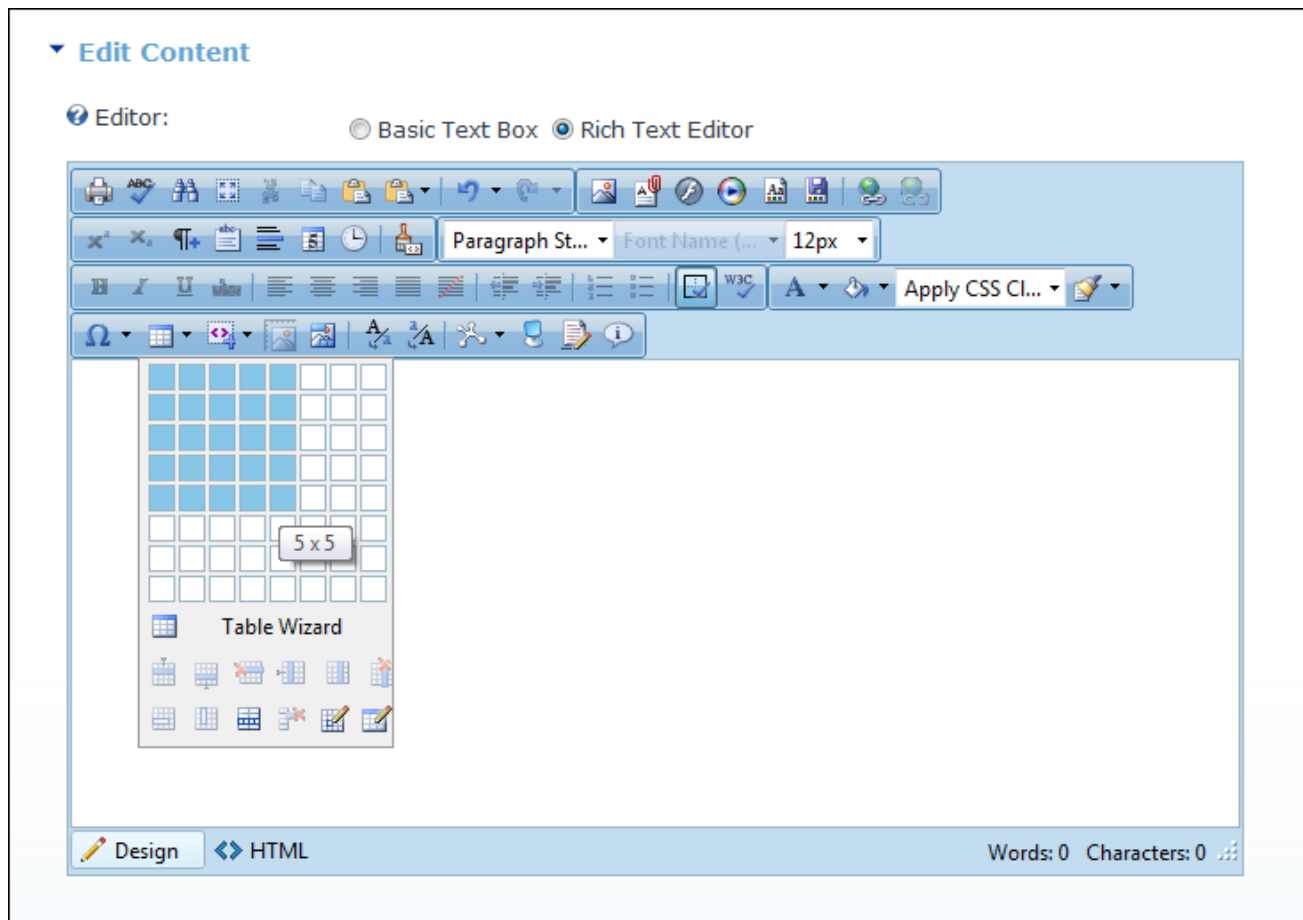 Edit Content
Editor:
Basic Text Box Rich Text Editor
Paragraph St... Font Name (... 12px
W3C A Apply CSS Cl...
5 x 5
Table Wizard
Design HTML Words: 0 Characters: 0